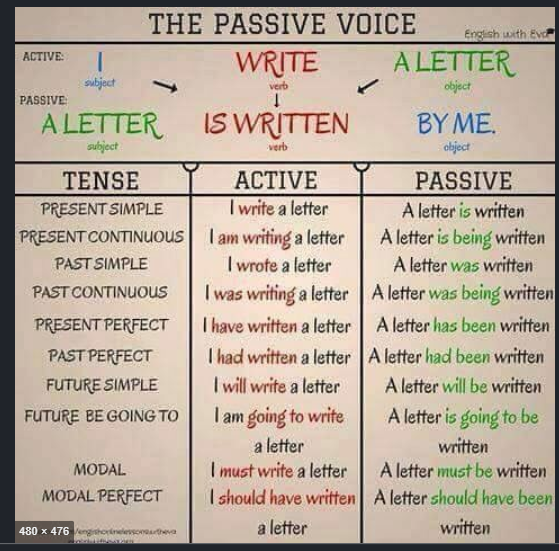 THE PASSIVE VOICE
English with Eva
ACTIVE: I WRITE A LETTER
subject verb object
PASSIVE:
A LETTER IS WRITTEN BY ME.
subject verb object
TENSE ACTIVE PASSIVE
PRESENT SIMPLE I write a letter A letter is written
PRESENT CONTINUOUS I am writing a letter A letter is being written
PAST SIMPLE I wrote a letter A letter was written
PAST CONTINUOUS I was writing a letter A letter was being written
PRESENT PERFECT I have written a letter A letter has been written
PAST PERFECT I had written a letter A letter had been written
FUTURE SIMPLE I will write a letter A letter will be written
FUTURE BE GOING TO I am going to write A letter is going to be
a letter written
MODAL I must write a letter A letter must be written
MODAL PERFECT I should have written A letter should have been
a letter written
480 × 476